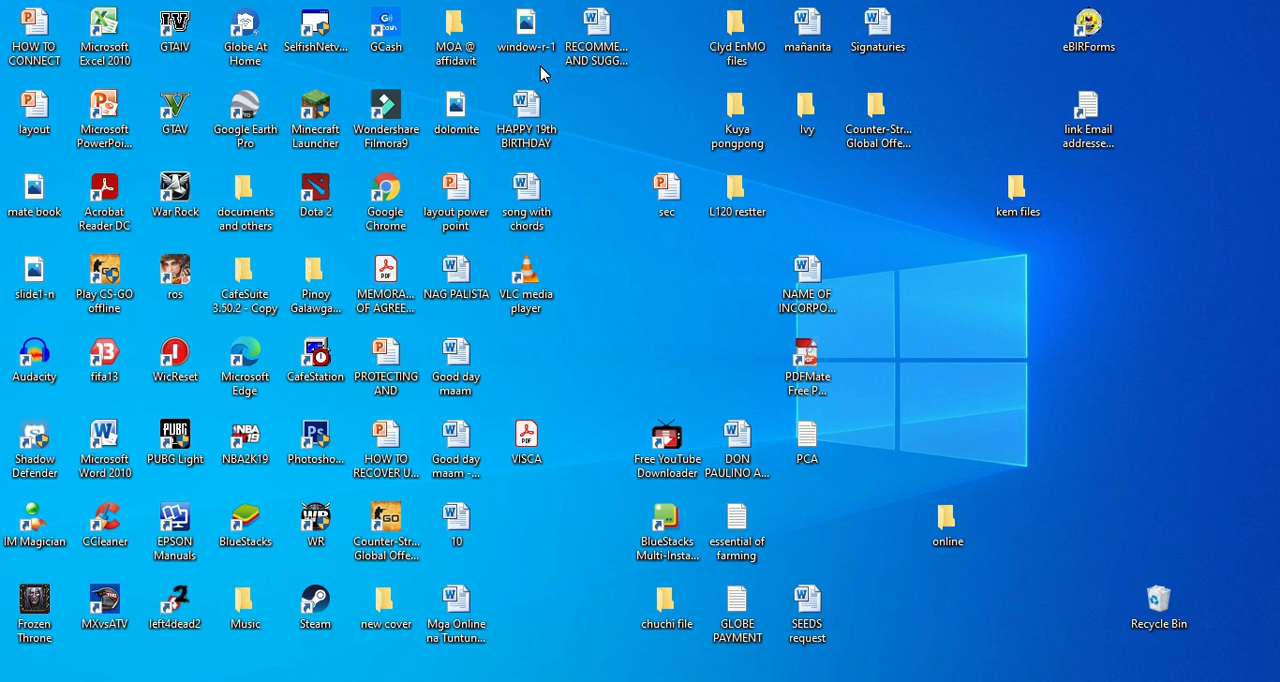 HOW TO
CONNECT
Microsoft
Excel 2010
GTAIV
Globe At
Home
SelfishNetv...
GCash
MOA @
affidavit
window-r-1
RECOMME...
AND SUGG...
Clyd EnMO
files
mañanita
Signaturies
eBIRForms
layout
Microsoft
PowerPoi...
GTAV
Google Earth
Pro
Minecraft
Launcher
Wondershare
Filmora9
dolomite
HAPPY 19th
BIRTHDAY
Kuya
pongpong
Ivy
Counter-Str...
Global Offe...
link Email
addresse...
mate book
Acrobat
Reader DC
War Rock
documents
and others
Dota 2
Google
Chrome
layout power
point
song with
chords
sec
L120 restter
kem files
slide1-n
Play CS-GO
offline
ros
CafeSuite
3.50.2 - Copy
Pinoy
Galawga...
MEMORA...
OF AGREE...
NAG PALISTA
VLC media
player
NAME OF
INCORPO...
Audacity
fifa13
WicReset
Microsoft
Edge
CafeStation
PROTECTING
AND
Good day
maam
PDFMate
Free P...
Shadow
Defender
Microsoft
Word 2010
PUBG Light
NBA2K19
Photosho...
HOW TO
RECOVER U...
Good day
maam -...
VISCA
Free YouTube
Downloader
DON
PAULINO A...
PCA
IM Magician
CCleaner
EPSON
Manuals
BlueStacks
WR
Counter-Str...
Global Offe...
10
BlueStacks
Multi-Insta...
essential of
farming
online
Frozen
Throne
MXvsATV
left4dead2
Music
Steam
new cover
Mga Online
na Tuntun...
chuchi file
GLOBE
PAYMENT
SEEDS
request
Recycle Bin